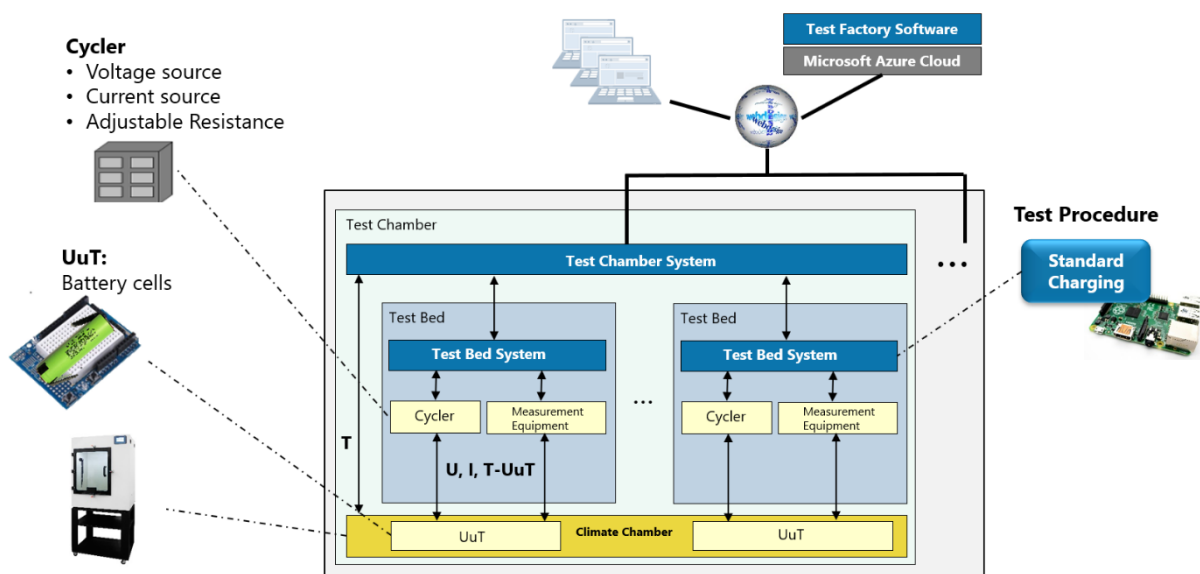 Cycler
• Voltage source
• Current source
• Adjustable Resistance
Test Factory Software
Microsoft Azure Cloud
UuT:
Battery cells
Test Procedure
Standard
Charging
Test Chamber
Test Chamber System
...
Test Bed
Test Bed System
Cycler
Measurement
Equipment
...
Test Bed
Test Bed System
Cycler
Measurement
Equipment
T
U, I, T-UuT
UuT
Climate Chamber
UuT